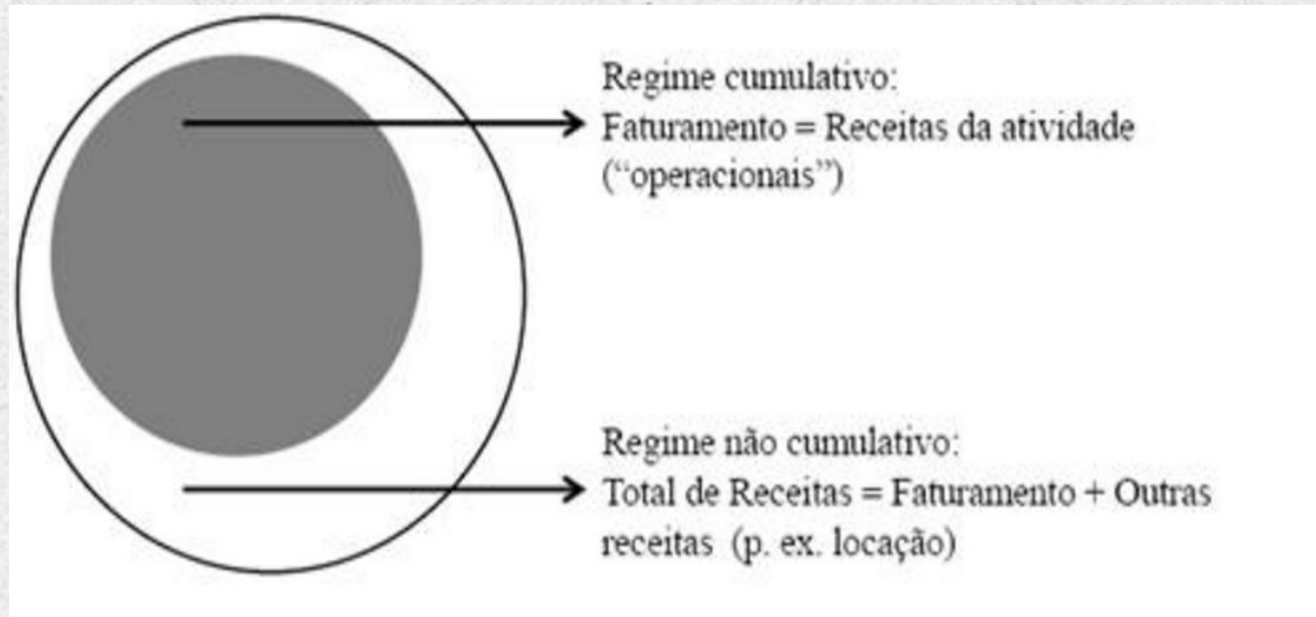 Regime cumulativo:
Faturamento = Receitas da atividade
(“operacionais”)
Regime não cumulativo:
Total de Receitas = Faturamento + Outras
receitas (p. ex. locação)